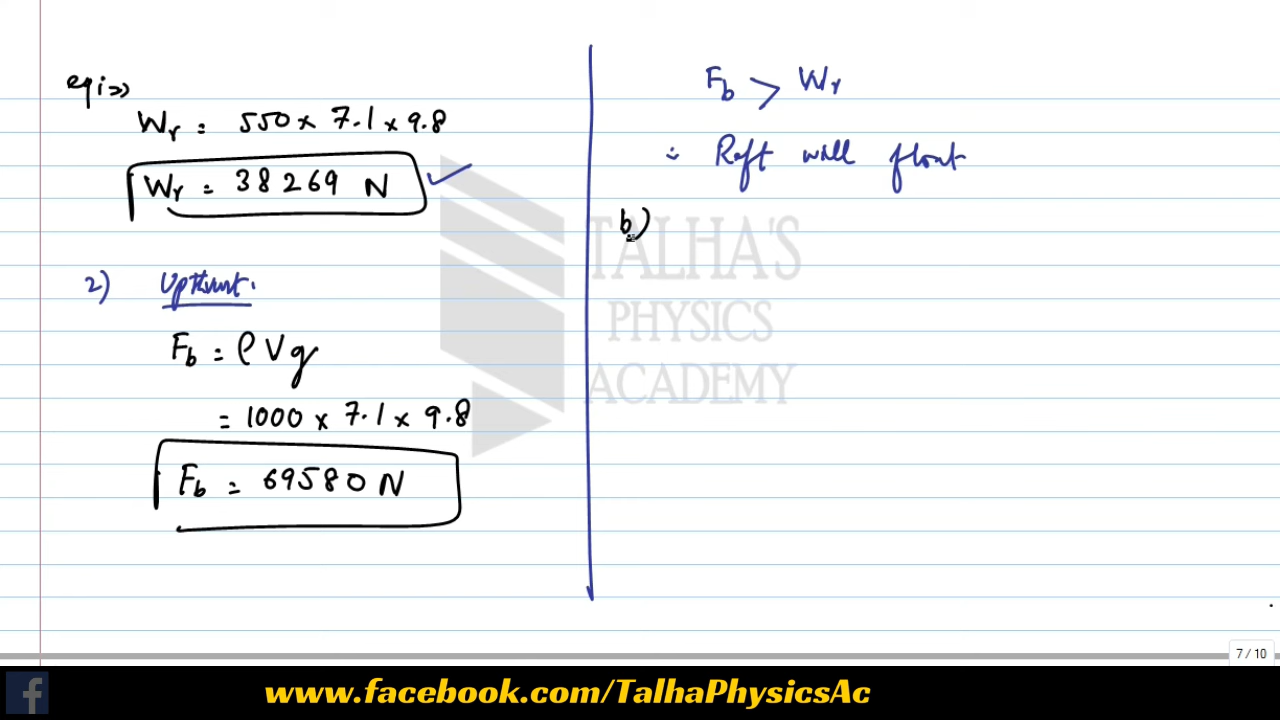 eqi⇒
Wr = 550 × 7.1 × 9.8
Wr = 38269 N ✓
2) Upthrust.
Fb = ρVg
= 1000 × 7.1 × 9.8
Fb = 69580 N
Fb > Wr
∴ Raft will float
b)
TALHA'S
PHYSICS
ACADEMY
7 / 10
f
www.facebook.com/TalhaPhysicsAc